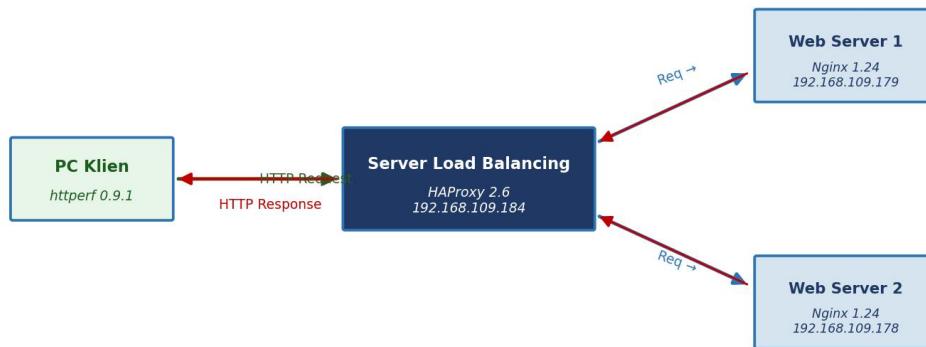 PC Klien
httperf 0.9.1
HTTP Request
HTTP Response
Server Load Balancing
HAProxy 2.6
192.168.109.184
Req →
Req →
Web Server 1
Nginx 1.24
192.168.109.179
Web Server 2
Nginx 1.24
192.168.109.178